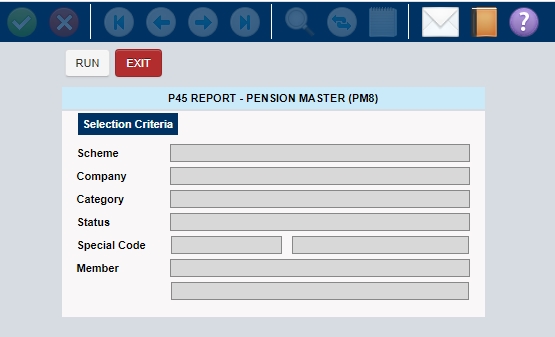 ?
RUN
EXIT
P45 REPORT - PENSION MASTER (PM8)
Selection Criteria
Scheme
Company
Category
Status
Special Code
Member